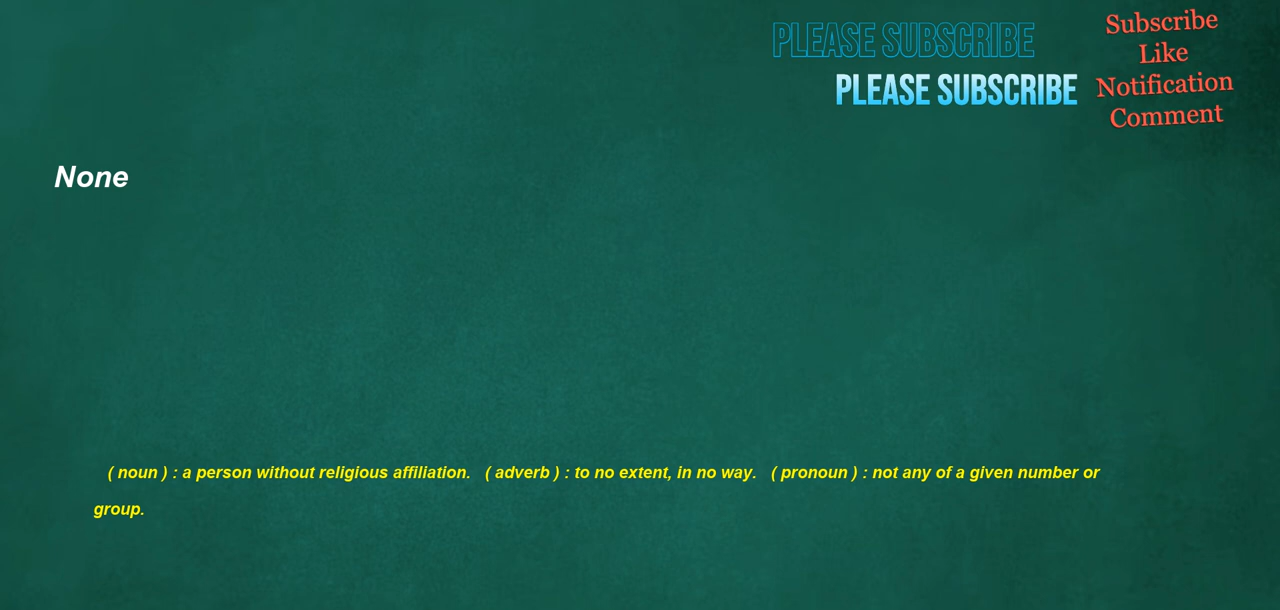 PLEASE SUBSCRIBE
PLEASE SUBSCRIBE
Subscribe
Like
Notification
Comment
None
( noun ) : a person without religious affiliation. ( adverb ) : to no extent, in no way. ( pronoun ) : not any of a given number or
group.